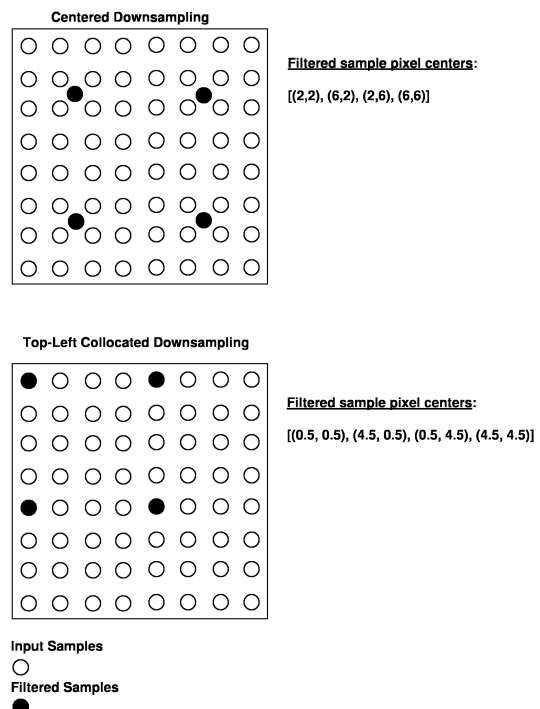 Centered Downsampling
Filtered sample pixel centers:
[(2,2), (6,2), (2,6), (6,6)]
Top-Left Collocated Downsampling
Filtered sample pixel centers:
[(0.5, 0.5), (4.5, 0.5), (0.5, 4.5), (4.5, 4.5)]
Input Samples
Filtered Samples